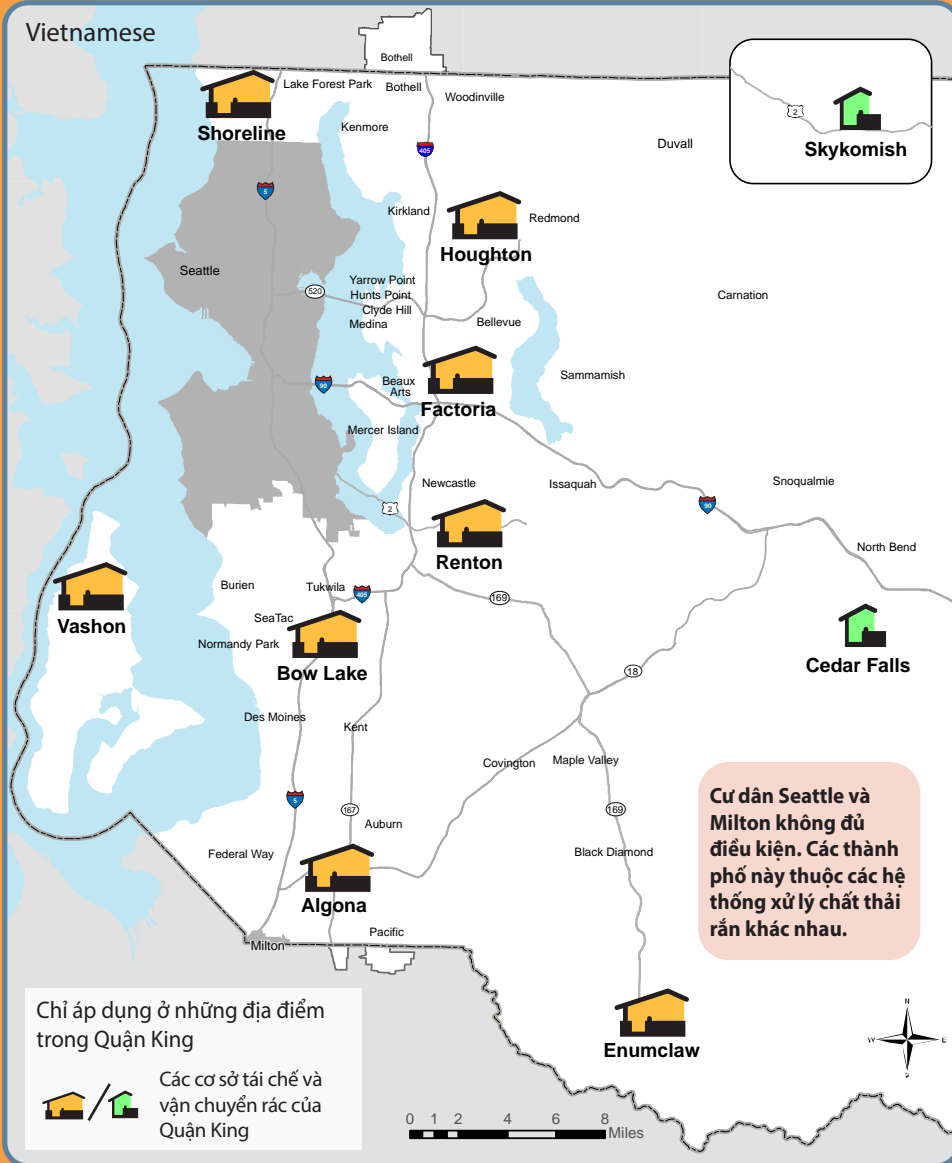 Vietnamese
Bothell
Lake Forest Park
Bothell
Woodinville
Shoreline
Kenmore
405
Duvall
2
Skykomish
5
Kirkland
Redmond
Houghton
Seattle
Yarrow Point
520
Hunts Point
Clyde Hill
Medina
Bellevue
Carnation
90
Beaux
Arts
Sammamish
Factoria
Mercer Island
Newcastle
Issaquah
Snoqualmie
90
2
Renton
North Bend
Burien
Tukwila
405
169
Vashon
SeaTac
Normandy Park
Bow Lake
Cedar Falls
18
Des Moines
Kent
Covington
Maple Valley
5
167
169
Auburn
Federal Way
Black Diamond
Algona
Cư dân Seattle và
Milton không đủ
điều kiện. Các thành
phố này thuộc các hệ
thống xử lý chất thải
rắn khác nhau.
Pacific
Milton
Enumclaw
Chỉ áp dụng ở những địa điểm
trong Quận King
Các cơ sở tái chế và
vận chuyển rác của
Quận King
0 1 2 4 6 8
Miles
N
W E
S